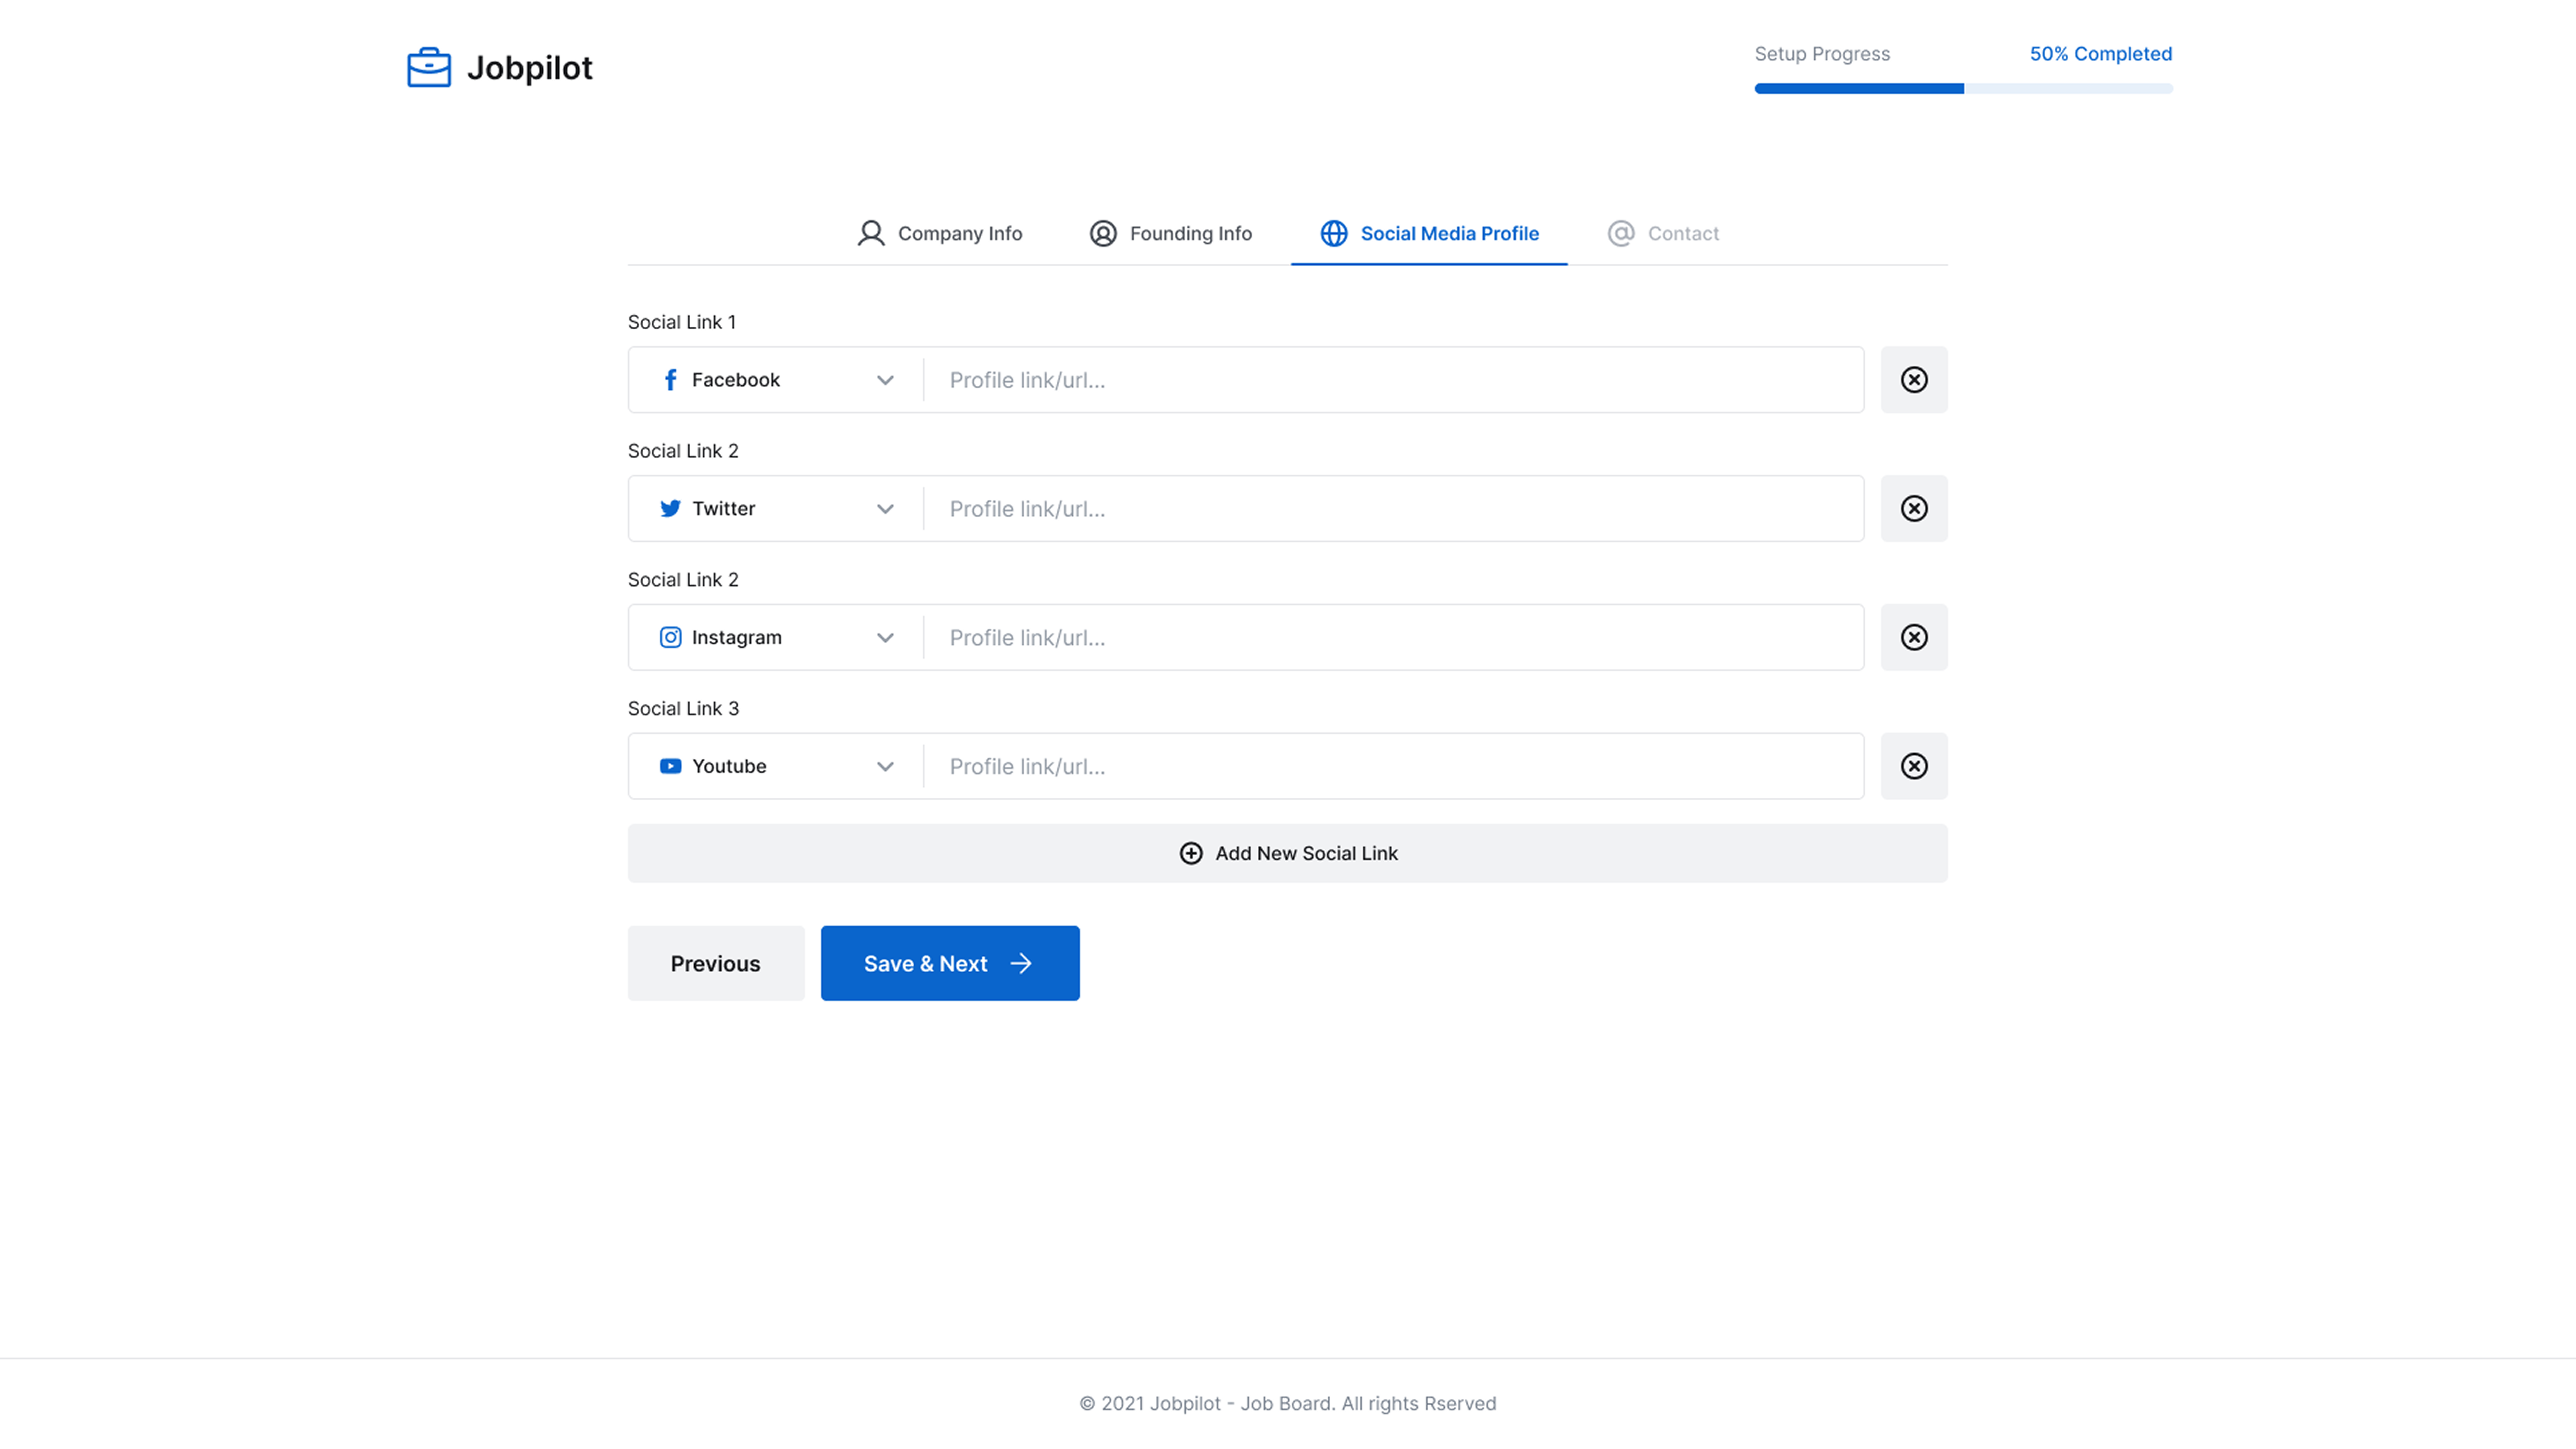 Jobpilot
Setup Progress
50% Completed
Company Info
Founding Info
Social Media Profile
Contact
Social Link 1
Facebook
Profile link/url...
Social Link 2
Twitter
Profile link/url...
Social Link 2
Instagram
Profile link/url...
Social Link 3
Youtube
Profile link/url...
Add New Social Link
Previous
Save & Next
© 2021 Jobpilot - Job Board. All rights Rserved